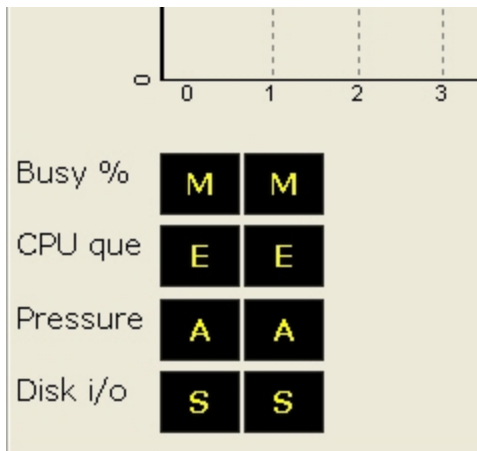 0
0 1 2 3
Busy % M M
CPU que E E
Pressure A A
Disk i/o S S